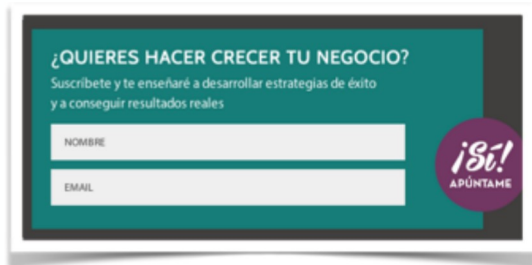 ¿QUIERES HACER CRECER TU NEGOCIO?
Suscríbete y te enseñaré a desarrollar estrategias de éxito
y a conseguir resultados reales
NOMBRE
EMAIL
¡Sí!
APÚNTAME